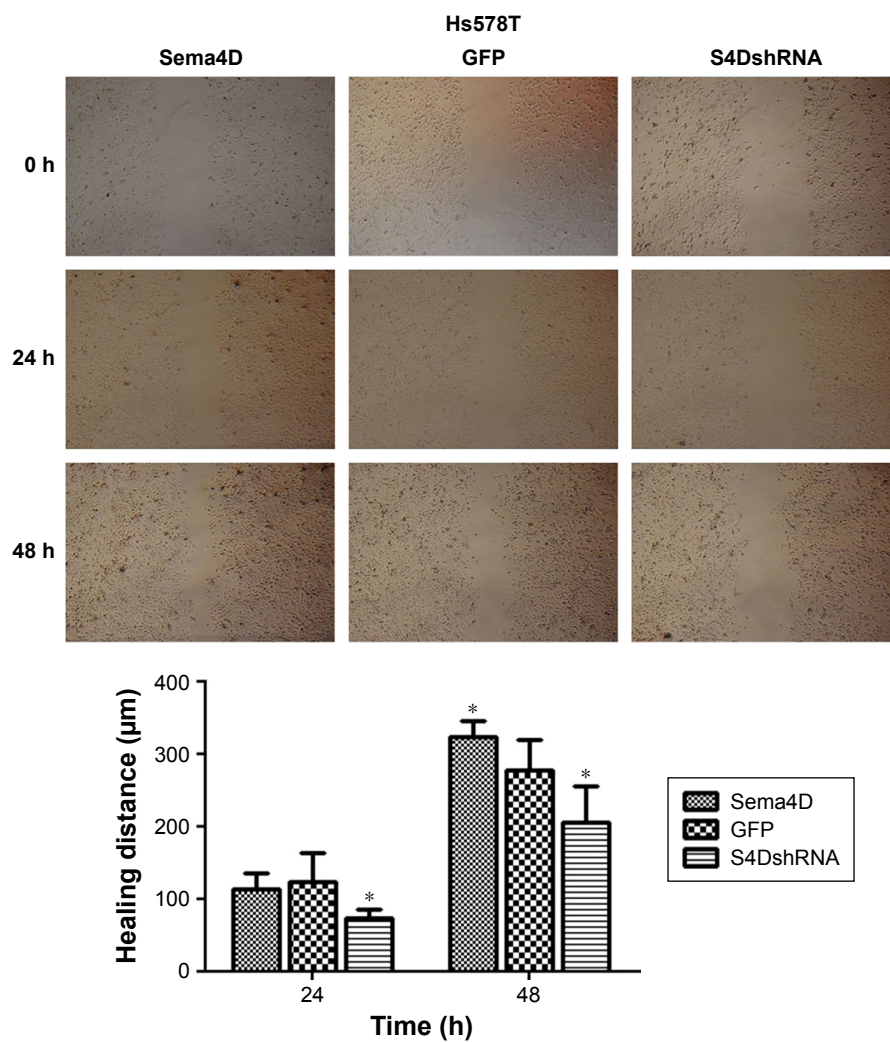 Hs578T
Sema4D GFP S4DshRNA
0 h
24 h
48 h
Healing distance (µm)
400
300
200
100
0
*
*
*
24 48
Time (h)
Sema4D
GFP
S4DshRNA